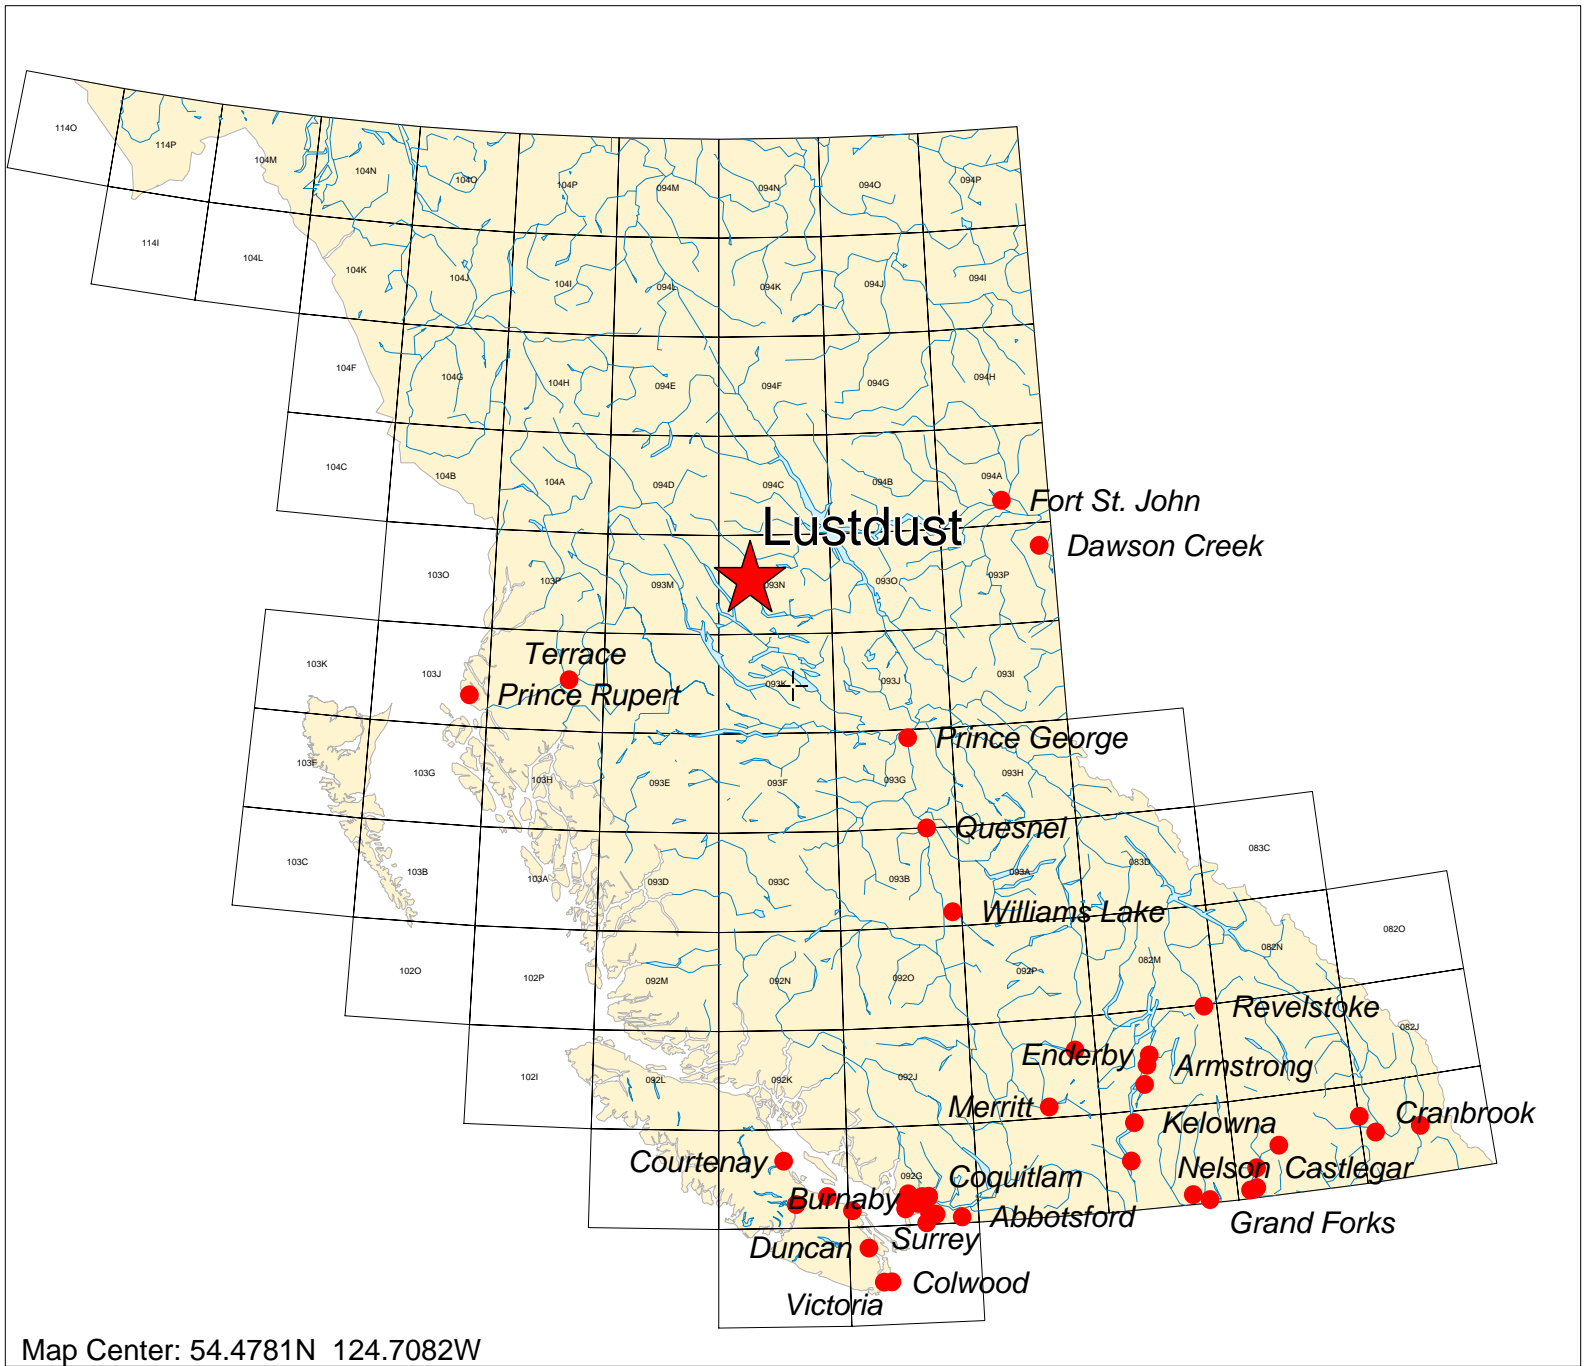 114O
114P
104M
104N
104O
104P
094M
094N
094O
094P
114I
104L
104K
104J
104I
094L
094K
094J
094I
104F
104G
104H
094E
094F
094G
094H
104C
104B
104A
094D
094C
094B
094A
Fort St. John
Lustdust
Dawson Creek
103O
103P
093M
093N
093O
093P
Terrace
103K
103J
Prince Rupert
093K
093J
093I
Prince George
103F
103G
103H
093E
093F
093G
093H
Quesnel
103C
103B
103A
093D
093C
093B
093A
083D
083C
Williams Lake
102O
102P
092M
092N
092O
092P
082M
082N
082O
Revelstoke
082J
Enderby
Armstrong
102I
092L
092K
092J
Merritt
Kelowna
Cranbrook
Courtenay
Nelson
Castlegar
092G
Coquitlam
Burnaby
Abbotsford
Grand Forks
Surrey
Duncan
Colwood
Victoria
Map Center: 54.4781N 124.7082W